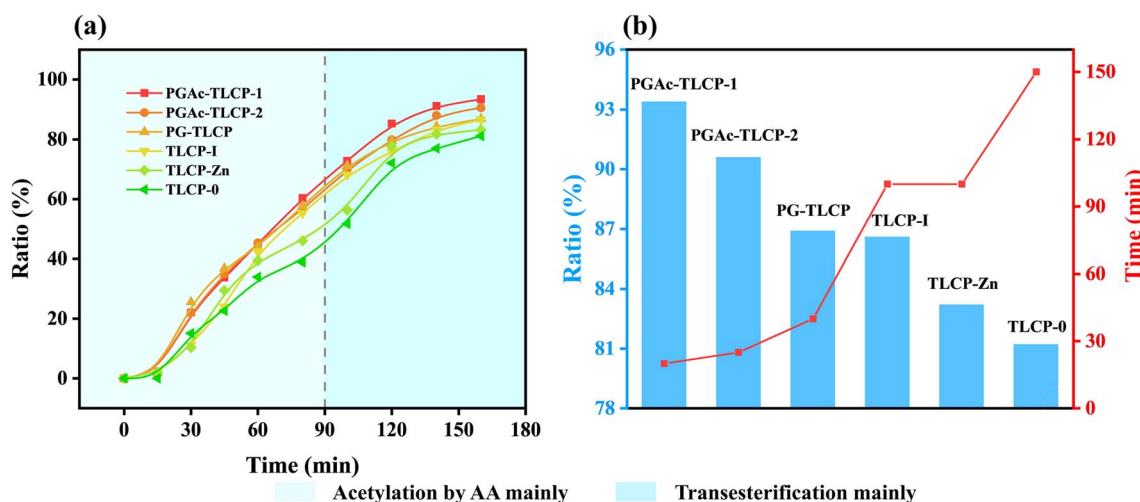 (a)
100
80
60
40
20
0
Ratio (%)
PGAc-TLCP-1
PGAc-TLCP-2
PG-TLCP
TLCP-I
TLCP-Zn
TLCP-0
0 30 60 90 120 150 180
Time (min)
(b)
96
93
90
87
84
81
78
Ratio (%)
PGAc-TLCP-1
PGAc-TLCP-2
PG-TLCP
TLCP-I
TLCP-Zn
TLCP-0
150
120
90
60
30
0
Time (min)
Acetylation by AA mainly
Transesterification mainly